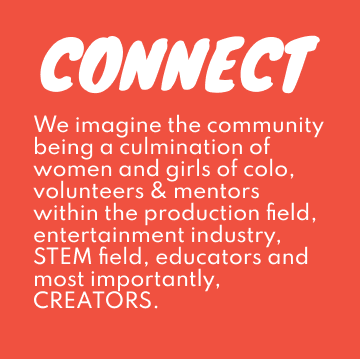 CONNECT
We imagine the community
being a culmination of
women and girls of colo,
volunteers & mentors
within the production field,
entertainment industry,
STEM field, educators and
most importantly,
CREATORS.